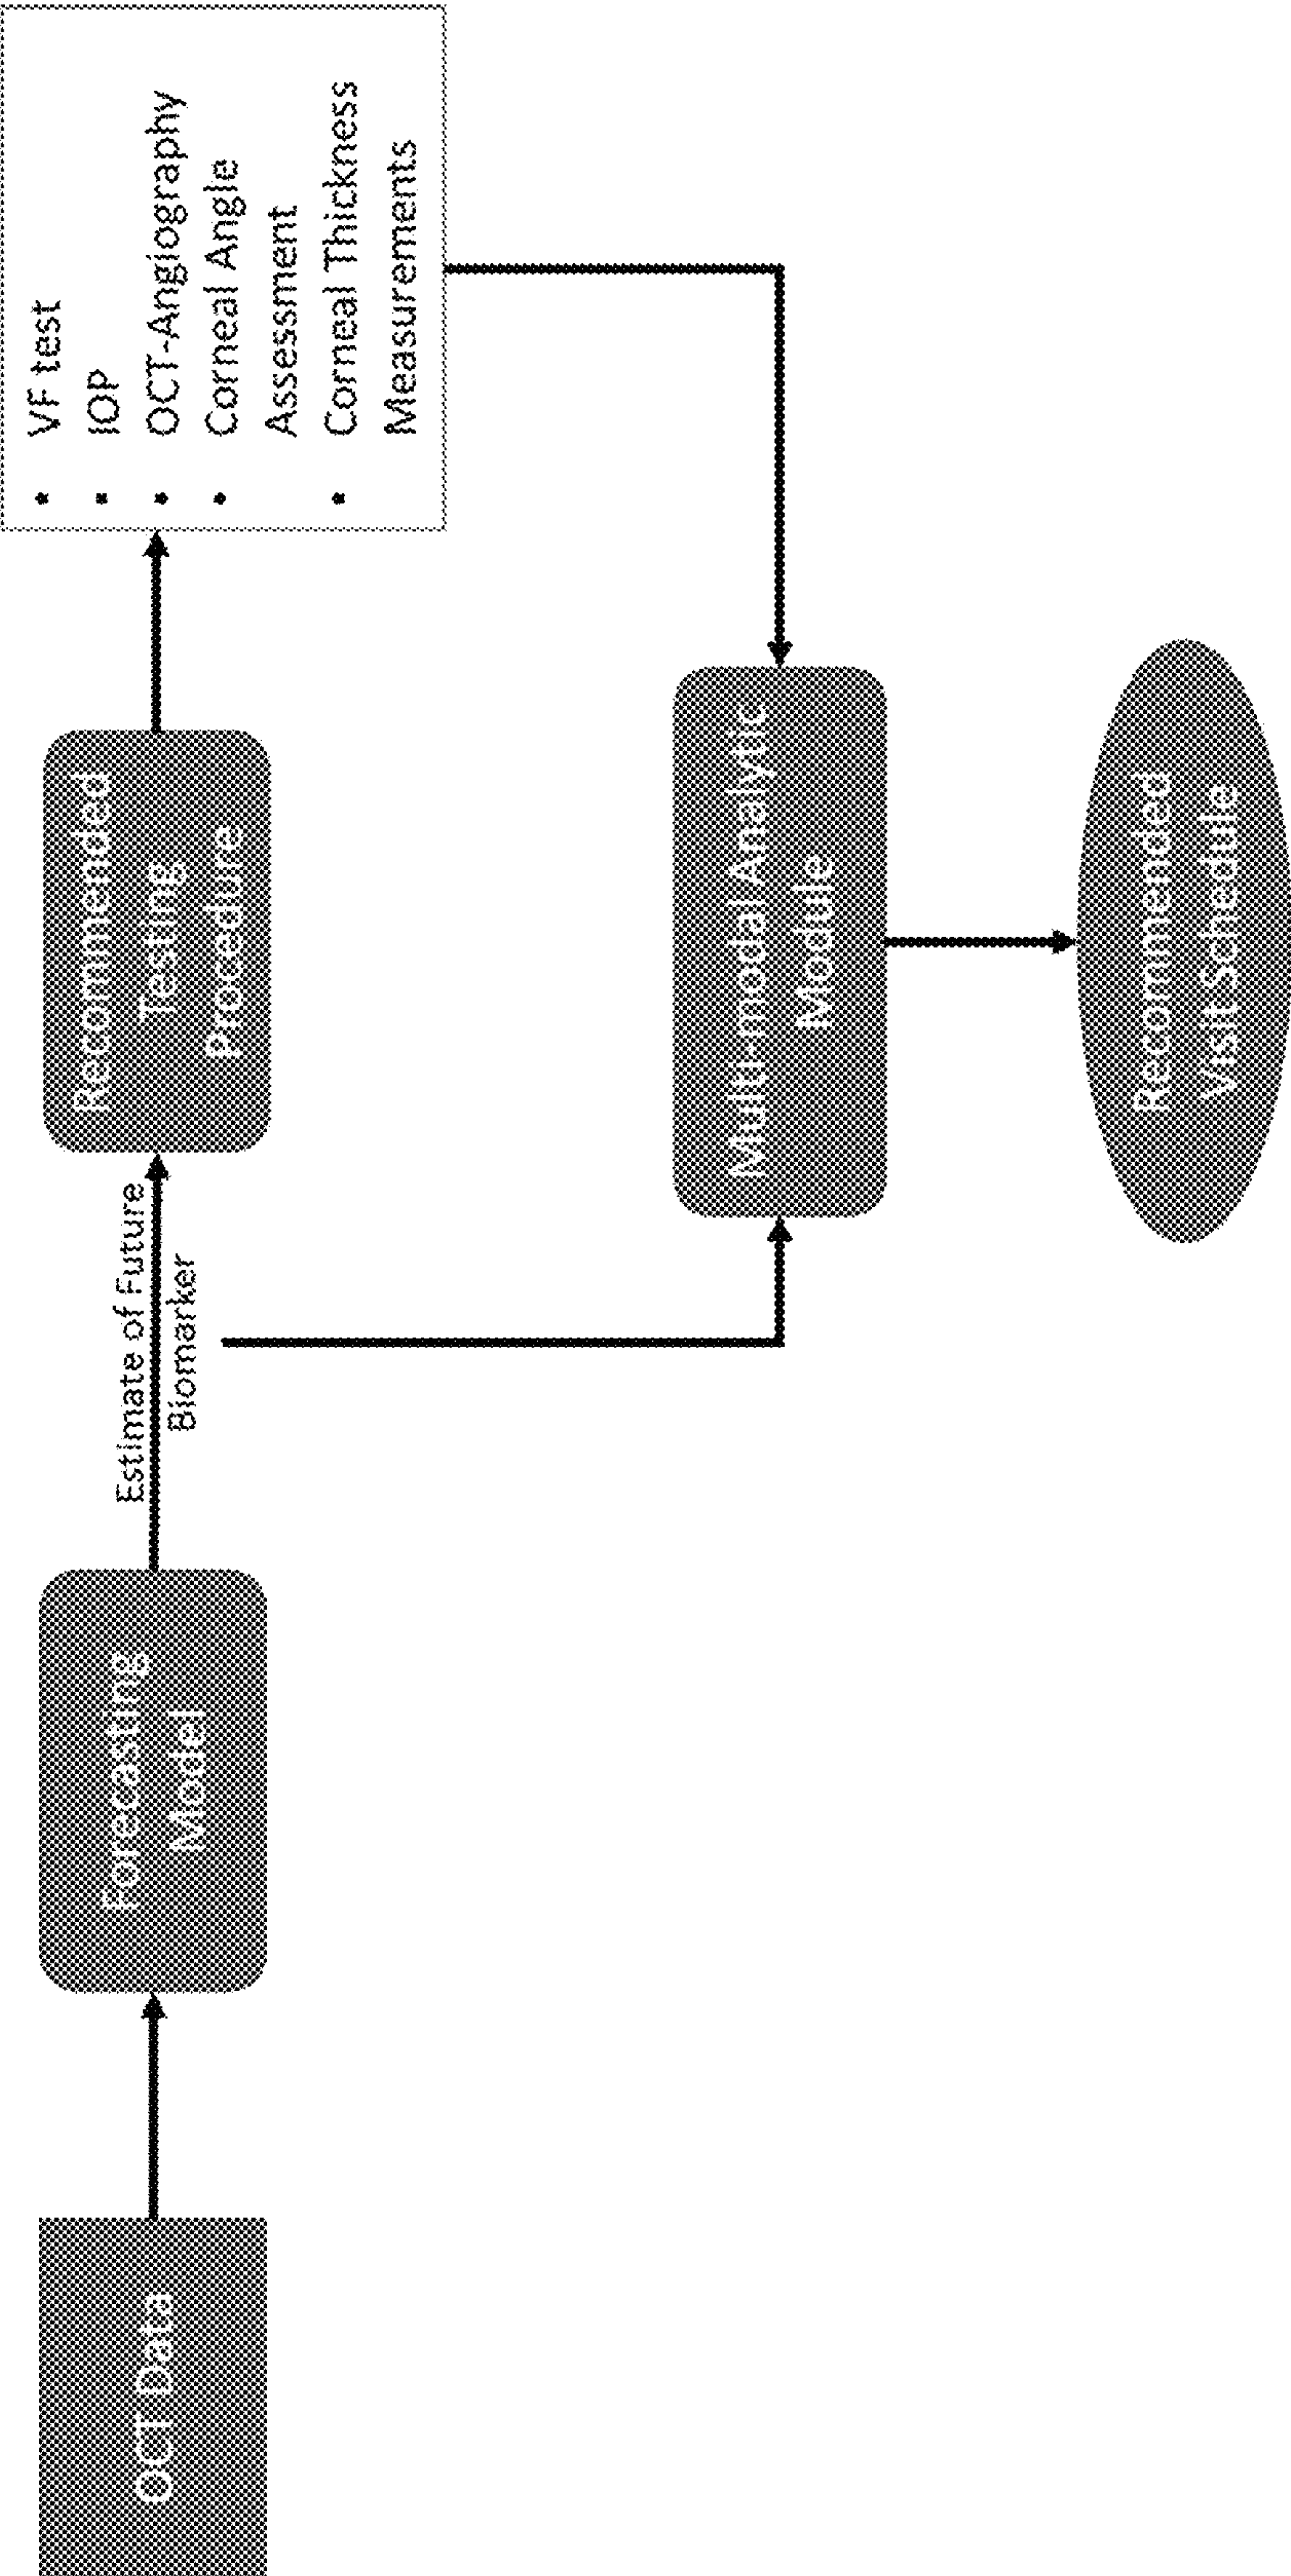 OCT Data
Forecasting
Model
Estimate of Future
Biomarker
Recommended
Testing
Procedure
• VF test
• IOP
• OCT-Angiography
• Corneal Angle
Assessment
• Corneal Thickness
Measurements
Multi-modal Analytic
Module
Recommended
Visit Schedule